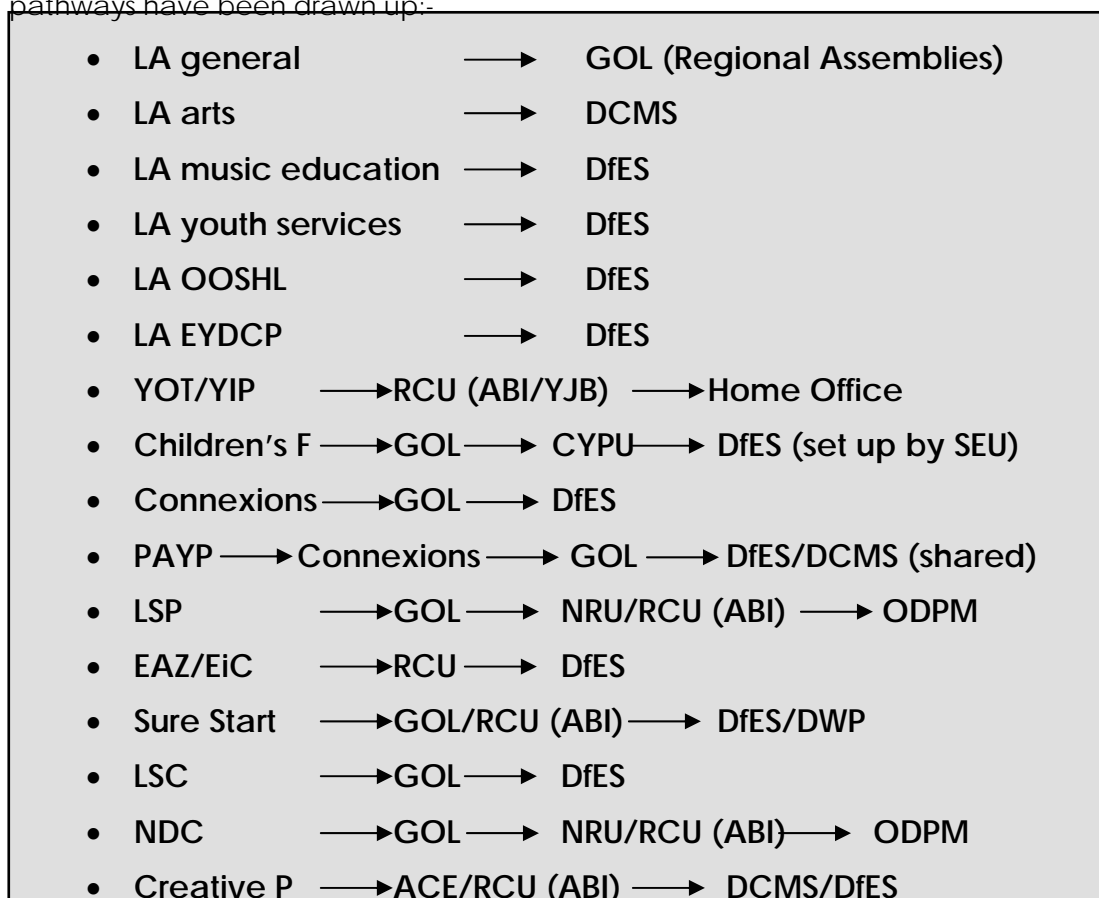 pathways have been drawn up:-
• LA general → GOL (Regional Assemblies)
• LA arts → DCMS
• LA music education → DfES
• LA youth services → DfES
• LA OOSHL → DfES
• LA EYDCP → DfES
• YOT/YIP → RCU (ABI/YJB) → Home Office
• Children's F → GOL → CYPU → DfES (set up by SEU)
• Connexions → GOL → DfES
• PAYP → Connexions → GOL → DfES/DCMS (shared)
• LSP → GOL → NRU/RCU (ABI) → ODPM
• EAZ/EiC → RCU → DfES
• Sure Start → GOL/RCU (ABI) → DfES/DWP
• LSC → GOL → DfES
• NDC → GOL → NRU/RCU (ABI) → ODPM
• Creative P → ACE/RCU (ABI) → DCMS/DfES